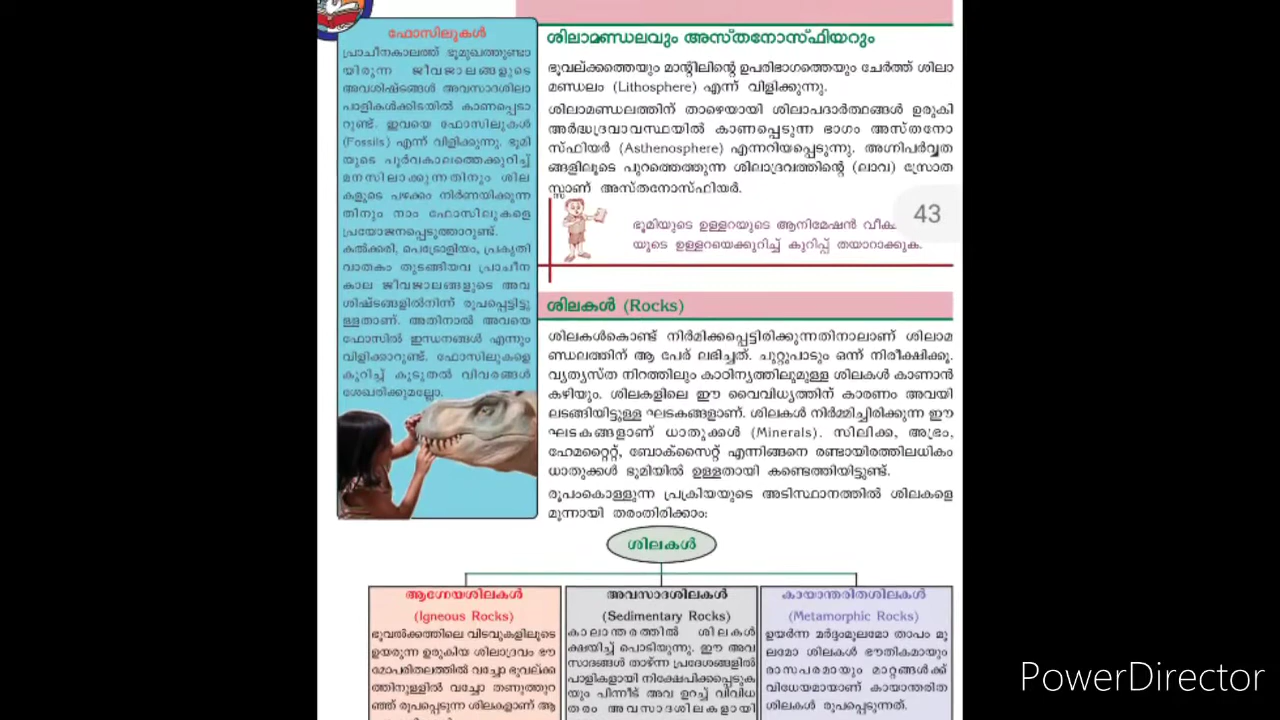 ഫോസിലുകൾ
പ്രാചീനകാലത്ത് ഭൂമുഖത്തുണ്ടാ
യിരുന്ന ജീവജാലങ്ങളുടെ
അവശിഷ്ടങ്ങൾ അവസാദശിലാ
പാളികൾക്കിടയിൽ കാണപ്പെടാ
റുണ്ട്. ഇവയെ ഫോസിലുകൾ
(Fossils) എന്ന് വിളിക്കുന്നു. ഭൂമി
യുടെ പൂർവകാലത്തെക്കുറിച്ച്
മനസിലാക്കുന്നതിനും ശില
കളുടെ പഴക്കം നിർണയിക്കുന്ന
തിനും നാം ഫോസിലുകളെ
പ്രയോജനപ്പെടുത്താറുണ്ട്.
കൽക്കരി, പെട്രോളിയം, പ്രകൃതി
വാതകം തുടങ്ങിയവ പ്രാചീന
കാല ജീവജാലങ്ങളുടെ അവ
ശിഷ്ടങ്ങളിൽനിന്ന് രൂപപ്പെട്ടിട്ടു
ള്ളതാണ്. അതിനാൽ അവയെ
ഫോസിൽ ഇന്ധനങ്ങൾ എന്നും
വിളിക്കാറുണ്ട്. ഫോസിലുകളെ
കുറിച്ച് കൂടുതൽ വിവരങ്ങൾ
ശേഖരിക്കുമല്ലോ.
ശിലാമണ്ഡലവും അസ്തനോസ്ഫിയറും
ഭൂവല്ക്കത്തെയും മാന്റിലിന്റെ ഉപരിഭാഗത്തെയും ചേർത്ത് ശിലാ
മണ്ഡലം (Lithosphere) എന്ന് വിളിക്കുന്നു.
ശിലാമണ്ഡലത്തിന് താഴെയായി ശിലാപദാർത്ഥങ്ങൾ ഉരുകി
അർദ്ധദ്രവാവസ്ഥയിൽ കാണപ്പെടുന്ന ഭാഗം അസ്തനോ
സ്ഫിയർ (Asthenosphere) എന്നറിയപ്പെടുന്നു. അഗ്നിപർവ്വത
ങ്ങളിലൂടെ പുറത്തെത്തുന്ന ശിലാദ്രവത്തിന്റെ (ലാവ) സ്രോത
സ്സാണ് അസ്തനോസ്ഫിയർ.
43
ഭൂമിയുടെ ഉള്ളറയുടെ ആനിമേഷൻ
യുടെ ഉള്ളറയെക്കുറിച്ച് കുറിപ്പ് തയാറാക്കുക.
ശിലകൾ (Rocks)
ശിലകൾകൊണ്ട് നിർമിക്കപ്പെട്ടിരിക്കുന്നതിനാലാണ് ശിലാമ
ണ്ഡലത്തിന് ആ പേര് ലഭിച്ചത്. ചുറ്റുപാടും ഒന്ന് നിരീക്ഷിക്കൂ.
വ്യത്യസ്ത നിറത്തിലും കാഠിന്യത്തിലുമുള്ള ശിലകൾ കാണാൻ
കഴിയും. ശിലകളിലെ ഈ വൈവിധ്യത്തിന് കാരണം അവയി
ലടങ്ങിയിട്ടുള്ള ഘടകങ്ങളാണ്. ശിലകൾ നിർമ്മിച്ചിരിക്കുന്ന ഈ
ഘടകങ്ങളാണ് ധാതുക്കൾ (Minerals). സിലിക്ക, അഭ്രം,
ഹേമറ്റൈറ്റ്, ബോക്സൈറ്റ് എന്നിങ്ങനെ രണ്ടായിരത്തിലധികം
ധാതുക്കൾ ഭൂമിയിൽ ഉള്ളതായി കണ്ടെത്തിയിട്ടുണ്ട്.
രൂപംകൊള്ളുന്ന പ്രക്രിയയുടെ അടിസ്ഥാനത്തിൽ ശിലകളെ
മൂന്നായി തരംതിരിക്കാം:
ശിലകൾ
ആഗ്നേയശിലകൾ
(Igneous Rocks)
ഭൂവൽക്കത്തിലെ വിടവുകളിലൂടെ
ഉയരുന്ന ഉരുകിയ ശിലാദ്രവം ഭൗ
മോപരിതലത്തിൽ വച്ചോ ഭൂവല്ക്ക
ത്തിനുള്ളിൽ വച്ചോ തണുത്തുറ
ഞ്ഞ് രൂപപ്പെടുന്ന ശിലകളാണ് ആ
അവസാദശിലകൾ
(Sedimentary Rocks)
കാലാന്തരത്തിൽ ശിലകൾ
ക്ഷയിച്ച് പൊടിയുന്നു. ഈ അവ
സാദങ്ങൾ താഴ്ന്ന പ്രദേശങ്ങളിൽ
പാളികളായി നിക്ഷേപിക്കപ്പെടുക
യും പിന്നീട് അവ ഉറച്ച് വിവിധ
തരം അവസാദശിലകളായി
കായാന്തരിതശിലകൾ
(Metamorphic Rocks)
ഉയർന്ന മർദ്ദംമൂലമോ താപം മൂ
ലമോ ശിലകൾ ഭൗതികമായും
രാസപരമായും മാറ്റങ്ങൾക്ക്
വിധേയമായാണ് കായാന്തരിത
ശിലകൾ രൂപപ്പെടുന്നത്.
PowerDirector